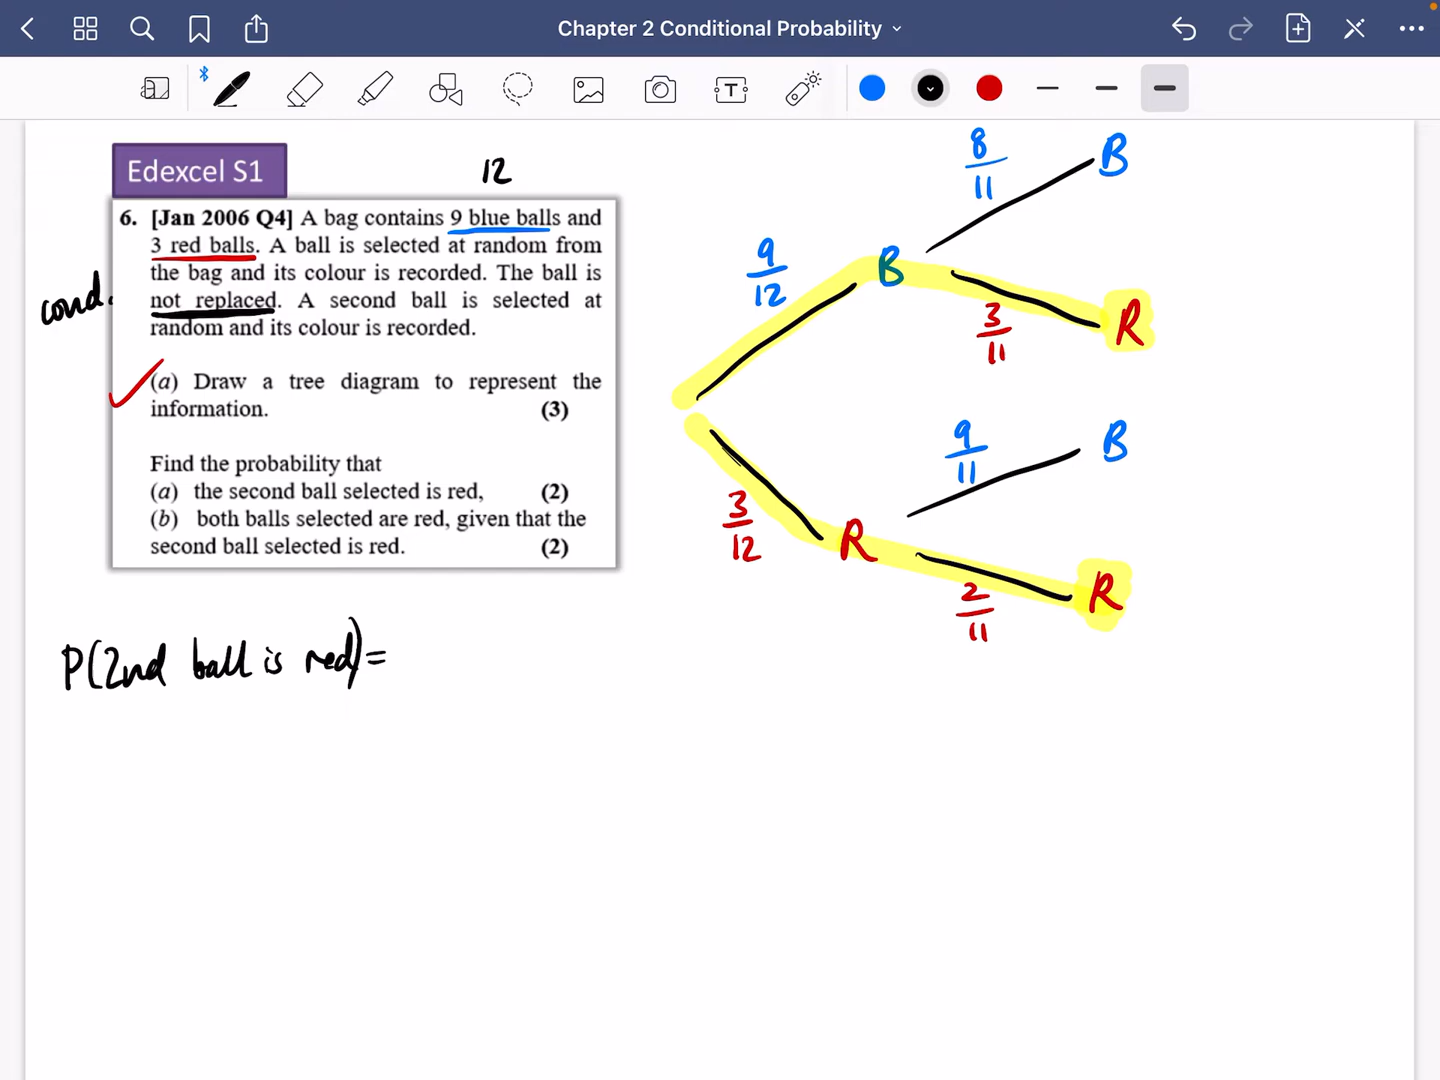 Chapter 2 Conditional Probability
T
Edexcel S1
12
6. [Jan 2006 Q4] A bag contains 9 blue balls and
3 red balls. A ball is selected at random from
the bag and its colour is recorded. The ball is
not replaced. A second ball is selected at
random and its colour is recorded.
cond.
(a) Draw a tree diagram to represent the
information. (3)
Find the probability that
(a) the second ball selected is red, (2)
(b) both balls selected are red, given that the
second ball selected is red. (2)
8/11 B
9/12 B
3/11 R
9/11 B
3/12 R
2/11 R
P(2nd ball is red)=